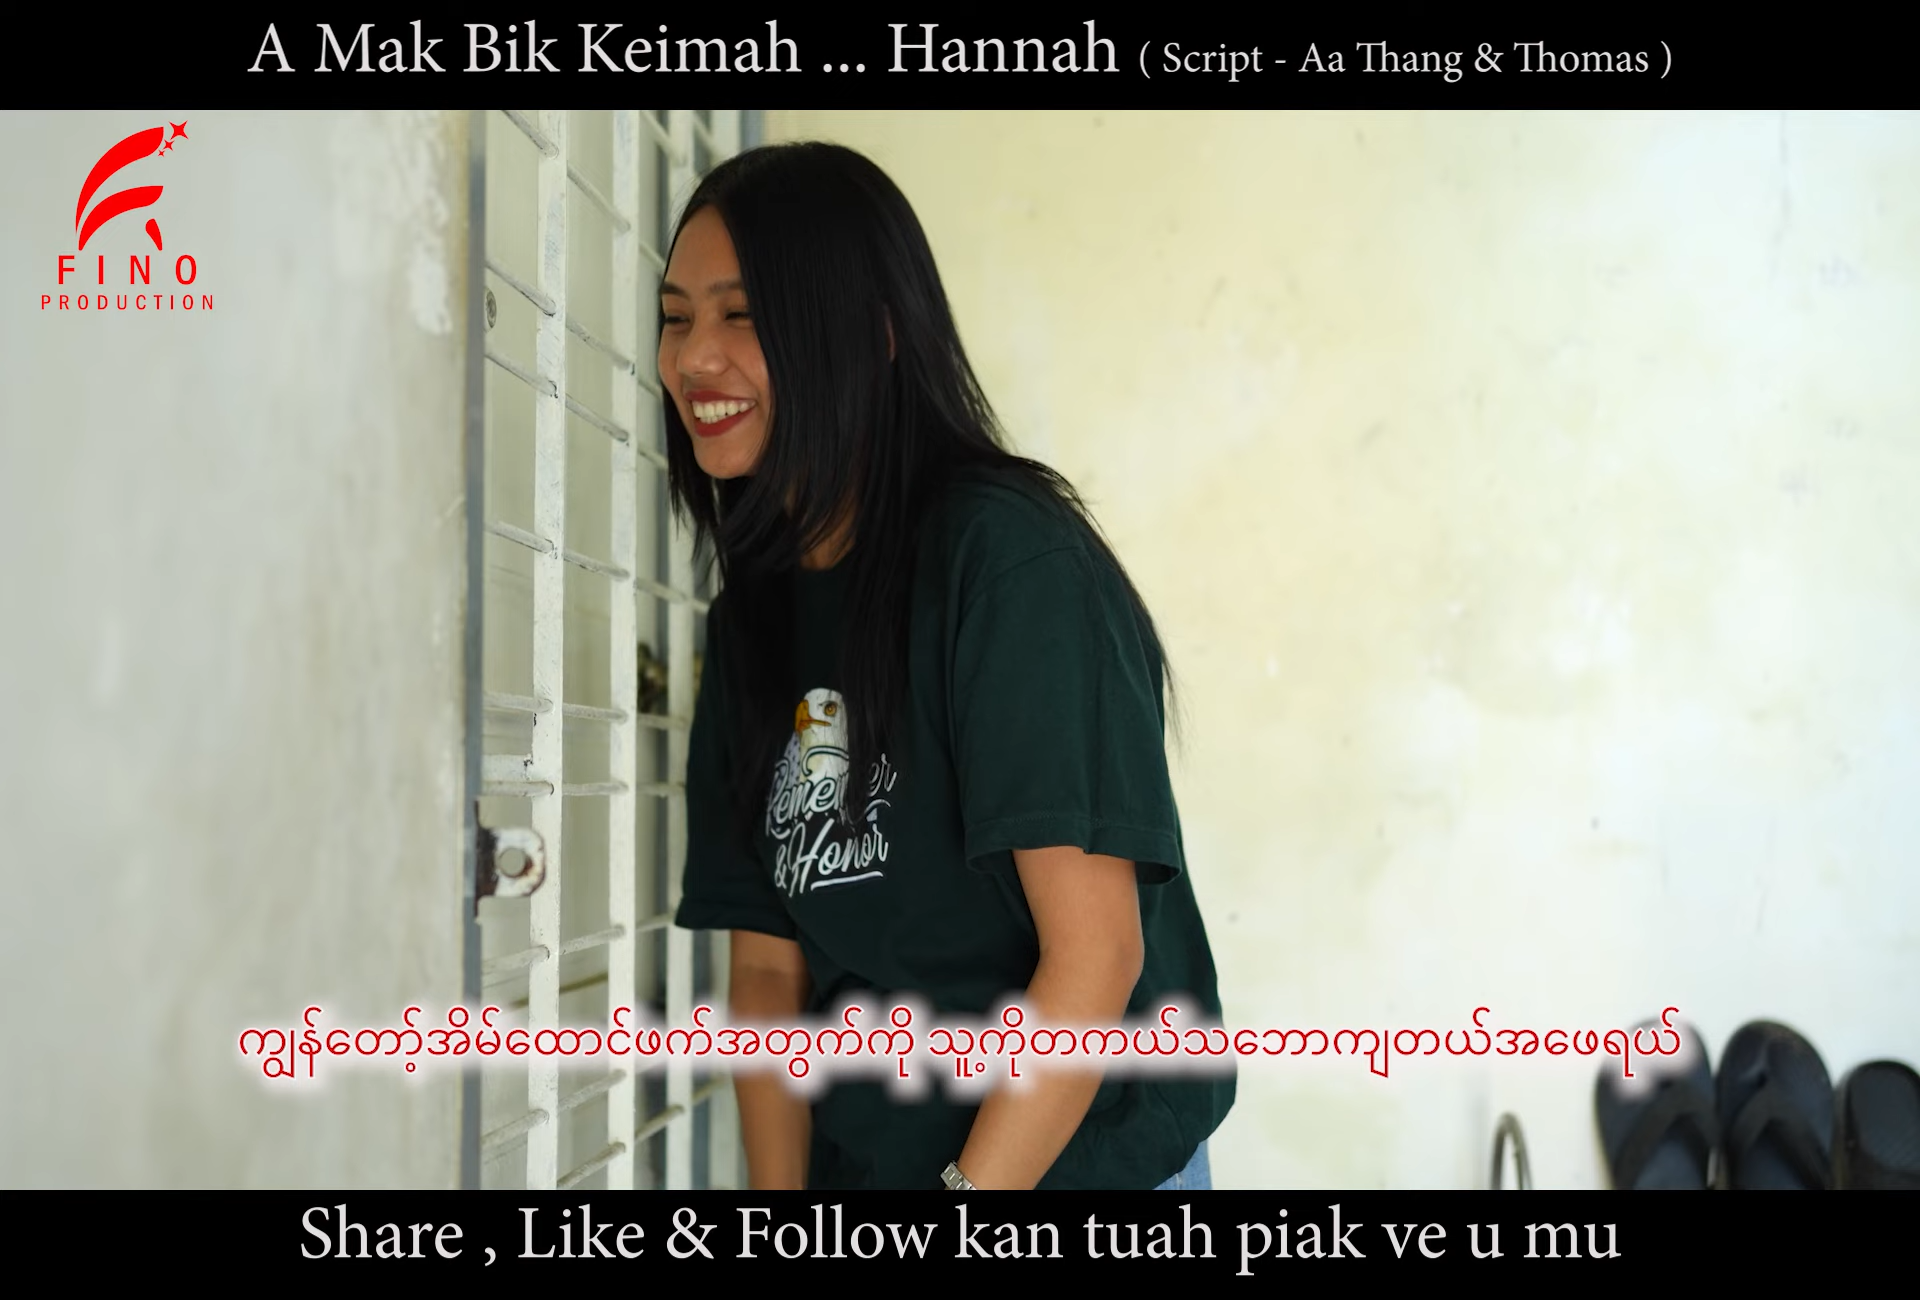 A Mak Bik Keimah ... Hannah ( Script - Aa Thang & Thomas )
FINO
PRODUCTION
Remember
& Honor
ကျွန်တော့်အိမ်ထောင်ဖက်အတွက်ကို သူ့ကိုတကယ်သဘောကျတယ်အဖေရယ်
Share , Like & Follow kan tuah piak ve u mu